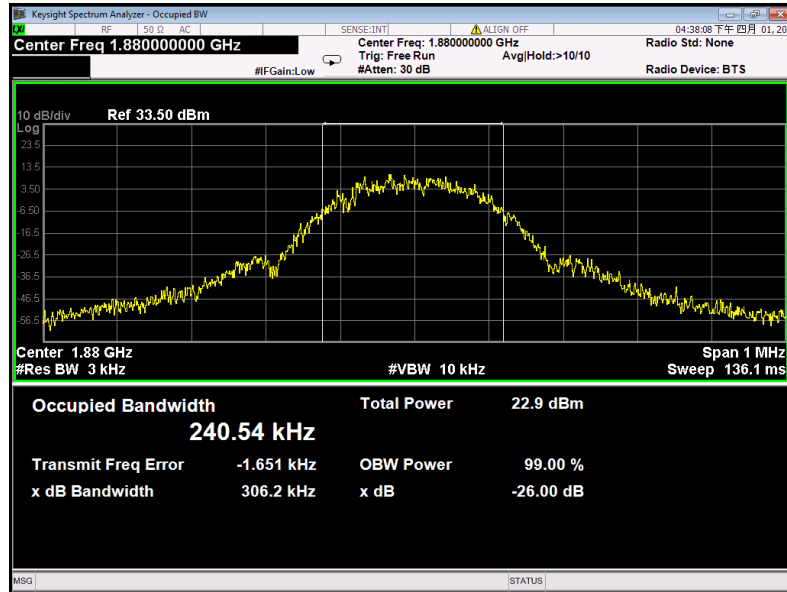 Keysight Spectrum Analyzer - Occupied BW
LXI RF 50 Ω AC SENSE:INT ALIGN OFF 04:38:08 下午 四月 01, 20
Center Freq 1.880000000 GHz Center Freq: 1.880000000 GHz Radio Std: None
Trig: Free Run Avg|Hold:>10/10
#IFGain:Low #Atten: 30 dB Radio Device: BTS
10 dB/div Ref 33.50 dBm
Log
23.5
13.5
3.50
-6.50
-16.5
-26.5
-36.5
-46.5
-56.5
Center 1.88 GHz Span 1 MHz
#Res BW 3 kHz #VBW 10 kHz Sweep 136.1 ms
Occupied Bandwidth Total Power 22.9 dBm
240.54 kHz
Transmit Freq Error -1.651 kHz OBW Power 99.00 %
x dB Bandwidth 306.2 kHz x dB -26.00 dB
MSG STATUS